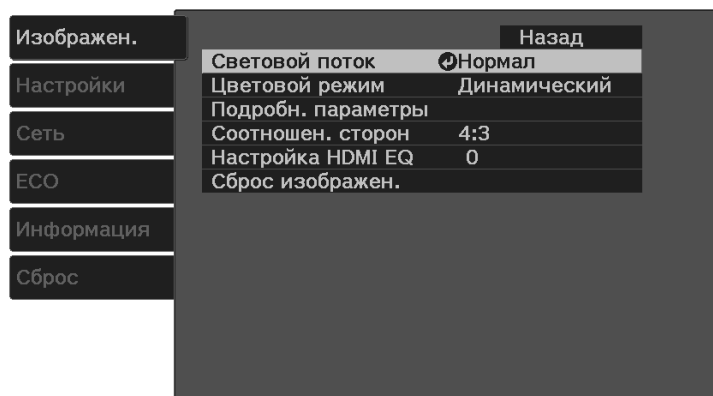 Изображен.
Настройки
Сеть
ECO
Информация
Сброс
Назад
Световой поток Нормал
Цветовой режим Динамический
Подробн. параметры
Соотношен. сторон 4:3
Настройка HDMI EQ 0
Сброс изображен.